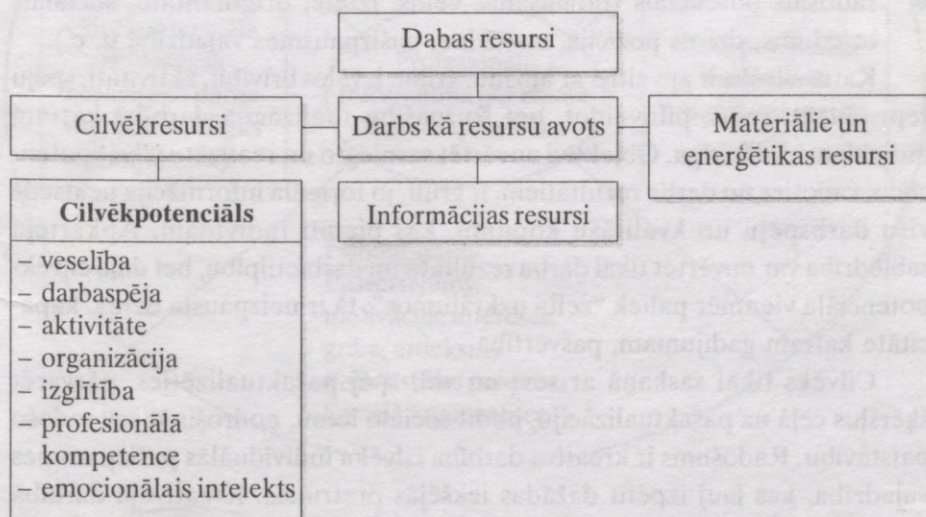 Dabas resursi
Cilvēkresursi
Darbs kā resursu avots
Materiālie un
enerģētikas resursi
Cilvēkpotenciāls
Informācijas resursi
– veselība
– darbaspēja
– aktivitāte
– organizācija
– izglītība
– profesionālā
kompetence
– emocionālais intelekts